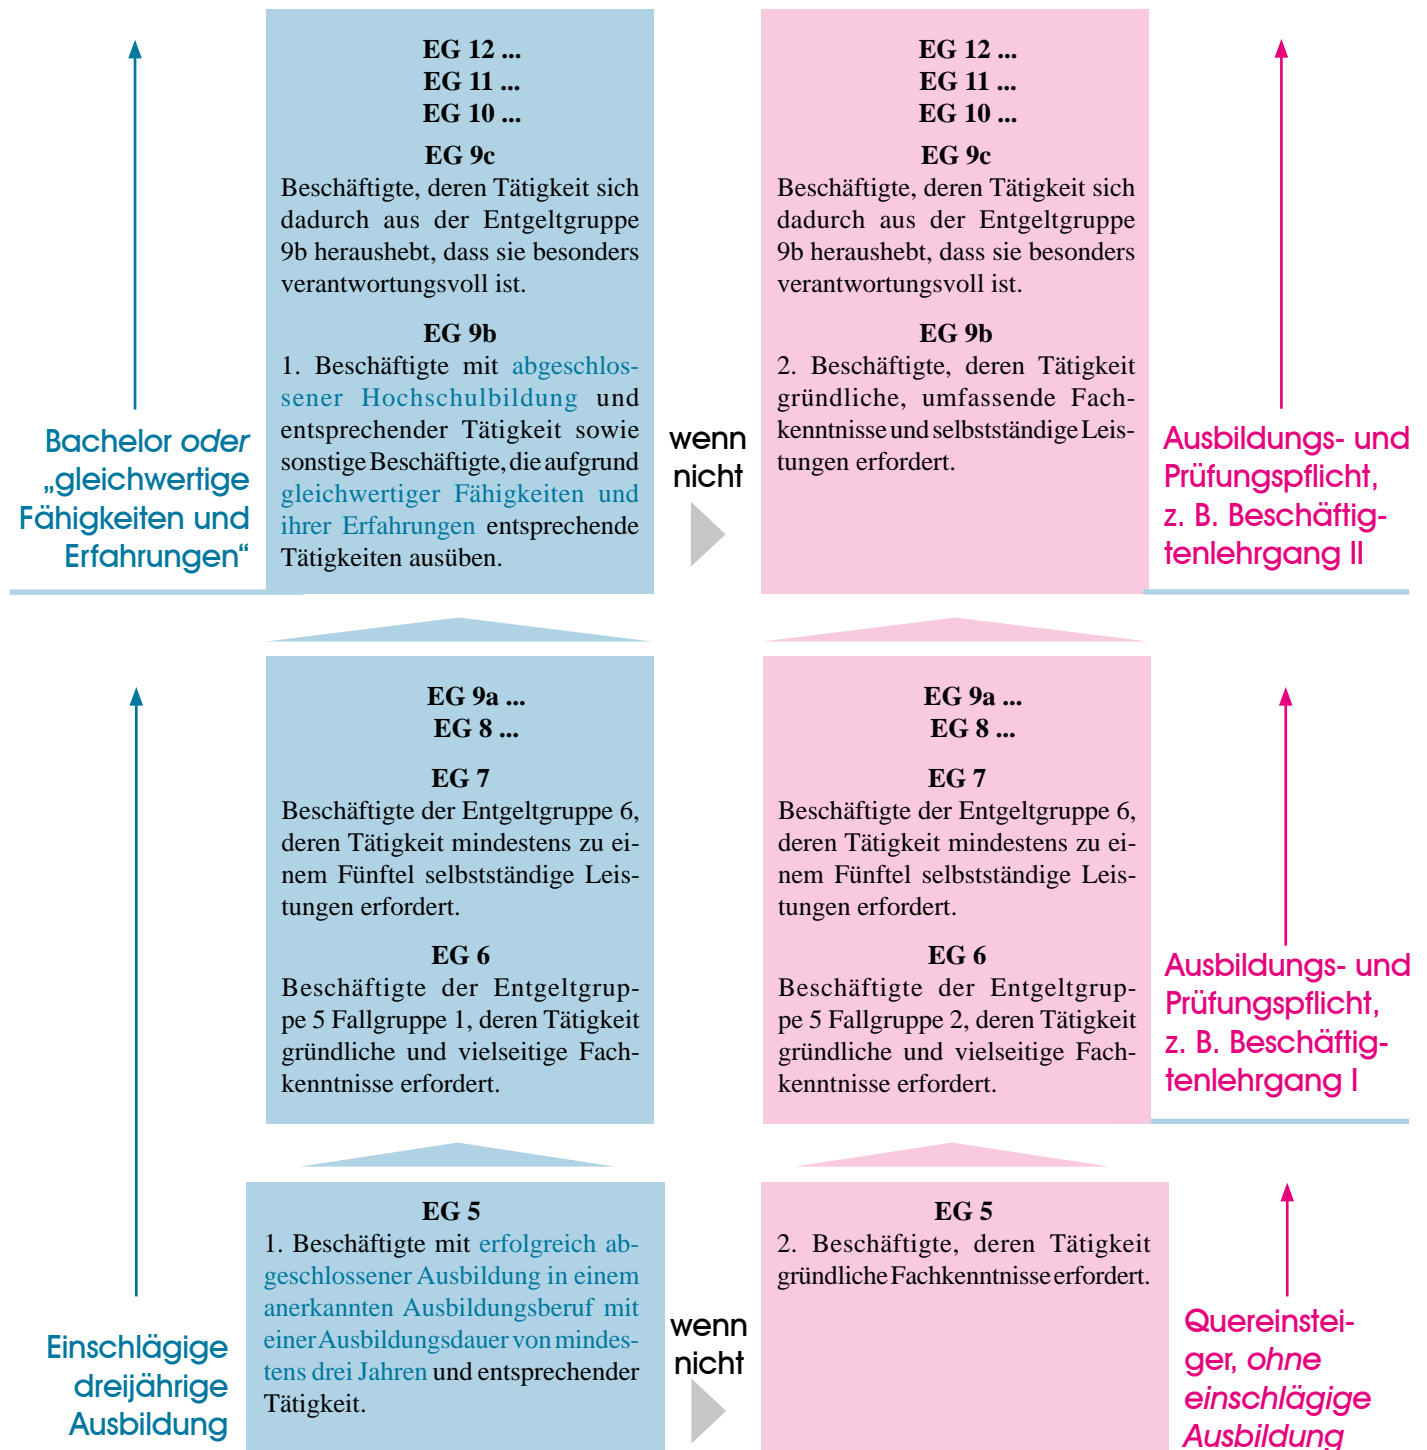 EG 12 ...
EG 11 ...
EG 10 ...
EG 9c
Beschäftigte, deren Tätigkeit sich
dadurch aus der Entgeltgruppe
9b heraushebt, dass sie besonders
verantwortungsvoll ist.
EG 9b
1. Beschäftigte mit abgeschlos-
sener Hochschulbildung und
entsprechender Tätigkeit sowie
sonstige Beschäftigte, die aufgrund
gleichwertiger Fähigkeiten und
ihrer Erfahrungen entsprechende
Tätigkeiten ausüben.
Bachelor oder
„gleichwertige
Fähigkeiten und
Erfahrungen“
wenn
nicht
EG 12 ...
EG 11 ...
EG 10 ...
EG 9c
Beschäftigte, deren Tätigkeit sich
dadurch aus der Entgeltgruppe
9b heraushebt, dass sie besonders
verantwortungsvoll ist.
EG 9b
2. Beschäftigte, deren Tätigkeit
gründliche, umfassende Fach-
kenntnisse und selbstständige Leis-
tungen erfordert.
Ausbildungs- und
Prüfungspflicht,
z. B. Beschäftig-
tenlehrgang II
EG 9a ...
EG 8 ...
EG 7
Beschäftigte der Entgeltgruppe 6,
deren Tätigkeit mindestens zu ei-
nem Fünftel selbstständige Leis-
tungen erfordert.
EG 6
Beschäftigte der Entgeltgrup-
pe 5 Fallgruppe 1, deren Tätigkeit
gründliche und vielseitige Fach-
kenntnisse erfordert.
EG 9a ...
EG 8 ...
EG 7
Beschäftigte der Entgeltgruppe 6,
deren Tätigkeit mindestens zu ei-
nem Fünftel selbstständige Leis-
tungen erfordert.
EG 6
Beschäftigte der Entgeltgrup-
pe 5 Fallgruppe 2, deren Tätigkeit
gründliche und vielseitige Fach-
kenntnisse erfordert.
Ausbildungs- und
Prüfungspflicht,
z. B. Beschäftig-
tenlehrgang I
Einschlägige
dreijährige
Ausbildung
EG 5
1. Beschäftigte mit erfolgreich ab-
geschlossener Ausbildung in einem
anerkannten Ausbildungsberuf mit
einer Ausbildungsdauer von mindes-
tens drei Jahren und entsprechender
Tätigkeit.
wenn
nicht
EG 5
2. Beschäftigte, deren Tätigkeit
gründliche Fachkenntnisse erfordert.
Quereinstei-
ger, ohne
einschlägige
Ausbildung